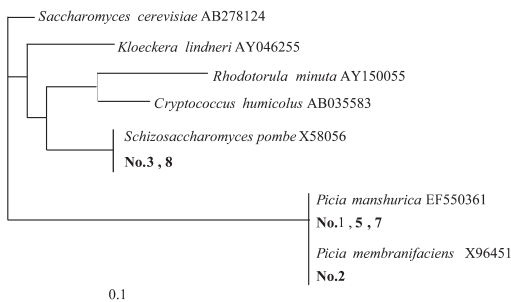 Saccharomyces cerevisiae AB278124
Kloeckera lindneri AY046255
Rhodotorula minuta AY150055
Cryptococcus humicolus AB035583
Schizosaccharomyces pombe X58056
No.3 , 8
Picia manshurica EF550361
No.1 , 5 , 7
Picia membranifaciens X96451
No.2
0.1